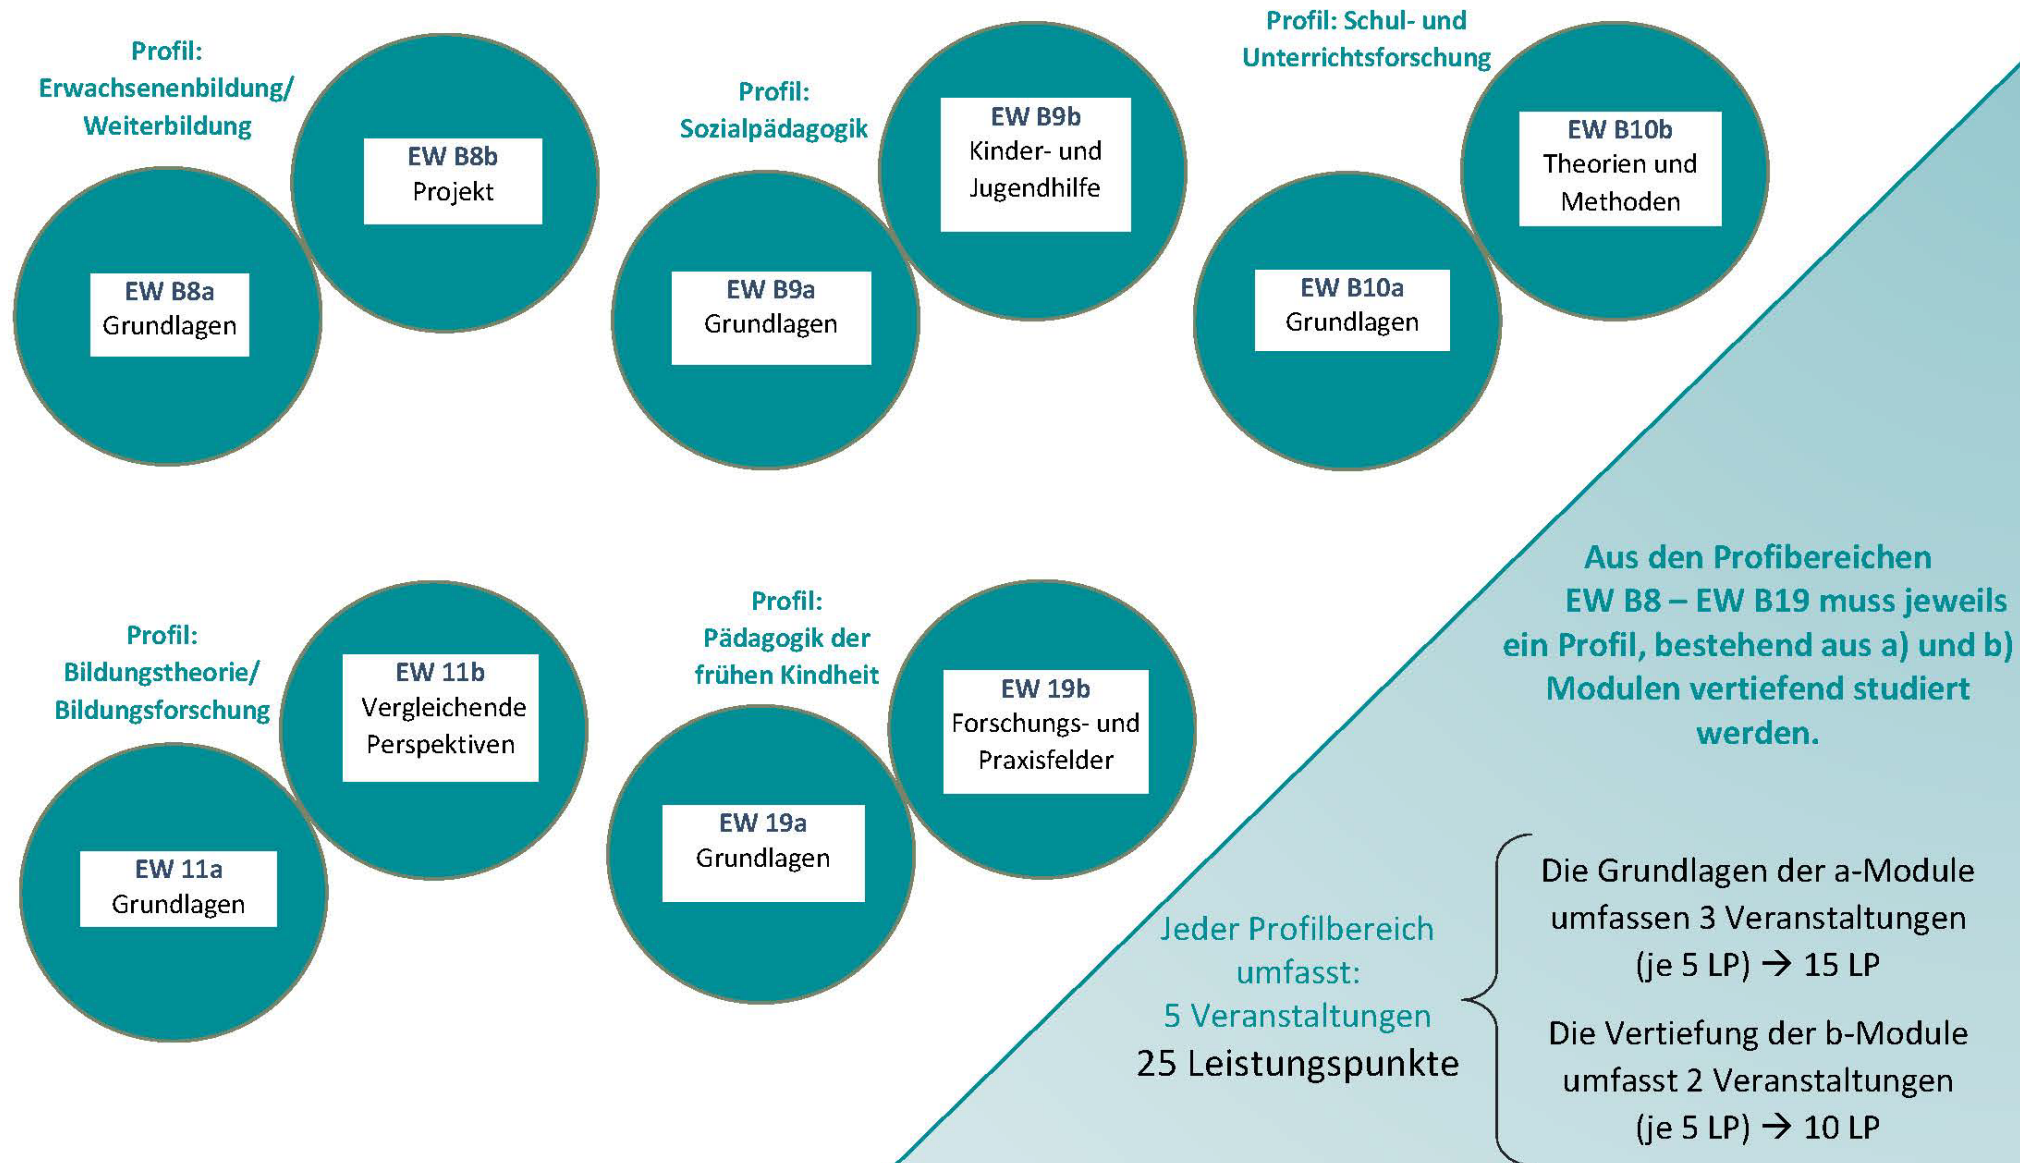 Profil:
Erwachsenenbildung/
Weiterbildung
EW B8a
Grundlagen
EW B8b
Projekt
Profil:
Sozialpädagogik
EW B9a
Grundlagen
EW B9b
Kinder- und
Jugendhilfe
Profil: Schul- und
Unterrichtsforschung
EW B10a
Grundlagen
EW B10b
Theorien und
Methoden
Profil:
Bildungstheorie/
Bildungsforschung
EW 11a
Grundlagen
EW 11b
Vergleichende
Perspektiven
Profil:
Pädagogik der
frühen Kindheit
EW 19a
Grundlagen
EW 19b
Forschungs- und
Praxisfelder
Aus den Profibereichen
EW B8 – EW B19 muss jeweils
ein Profil, bestehend aus a) und b)
Modulen vertiefend studiert
werden.
Jeder Profilbereich
umfasst:
5 Veranstaltungen
25 Leistungspunkte
Die Grundlagen der a-Module
umfassen 3 Veranstaltungen
(je 5 LP) → 15 LP
Die Vertiefung der b-Module
umfasst 2 Veranstaltungen
(je 5 LP) → 10 LP